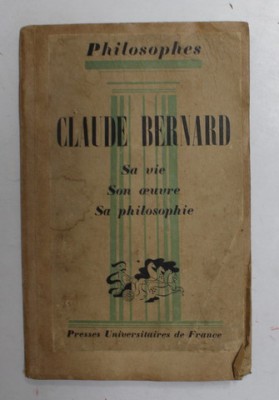 Philosophes
CLAUDE BERNARD
Sa vie
Son œuvre
Sa philosophie
Presses Universitaires de France